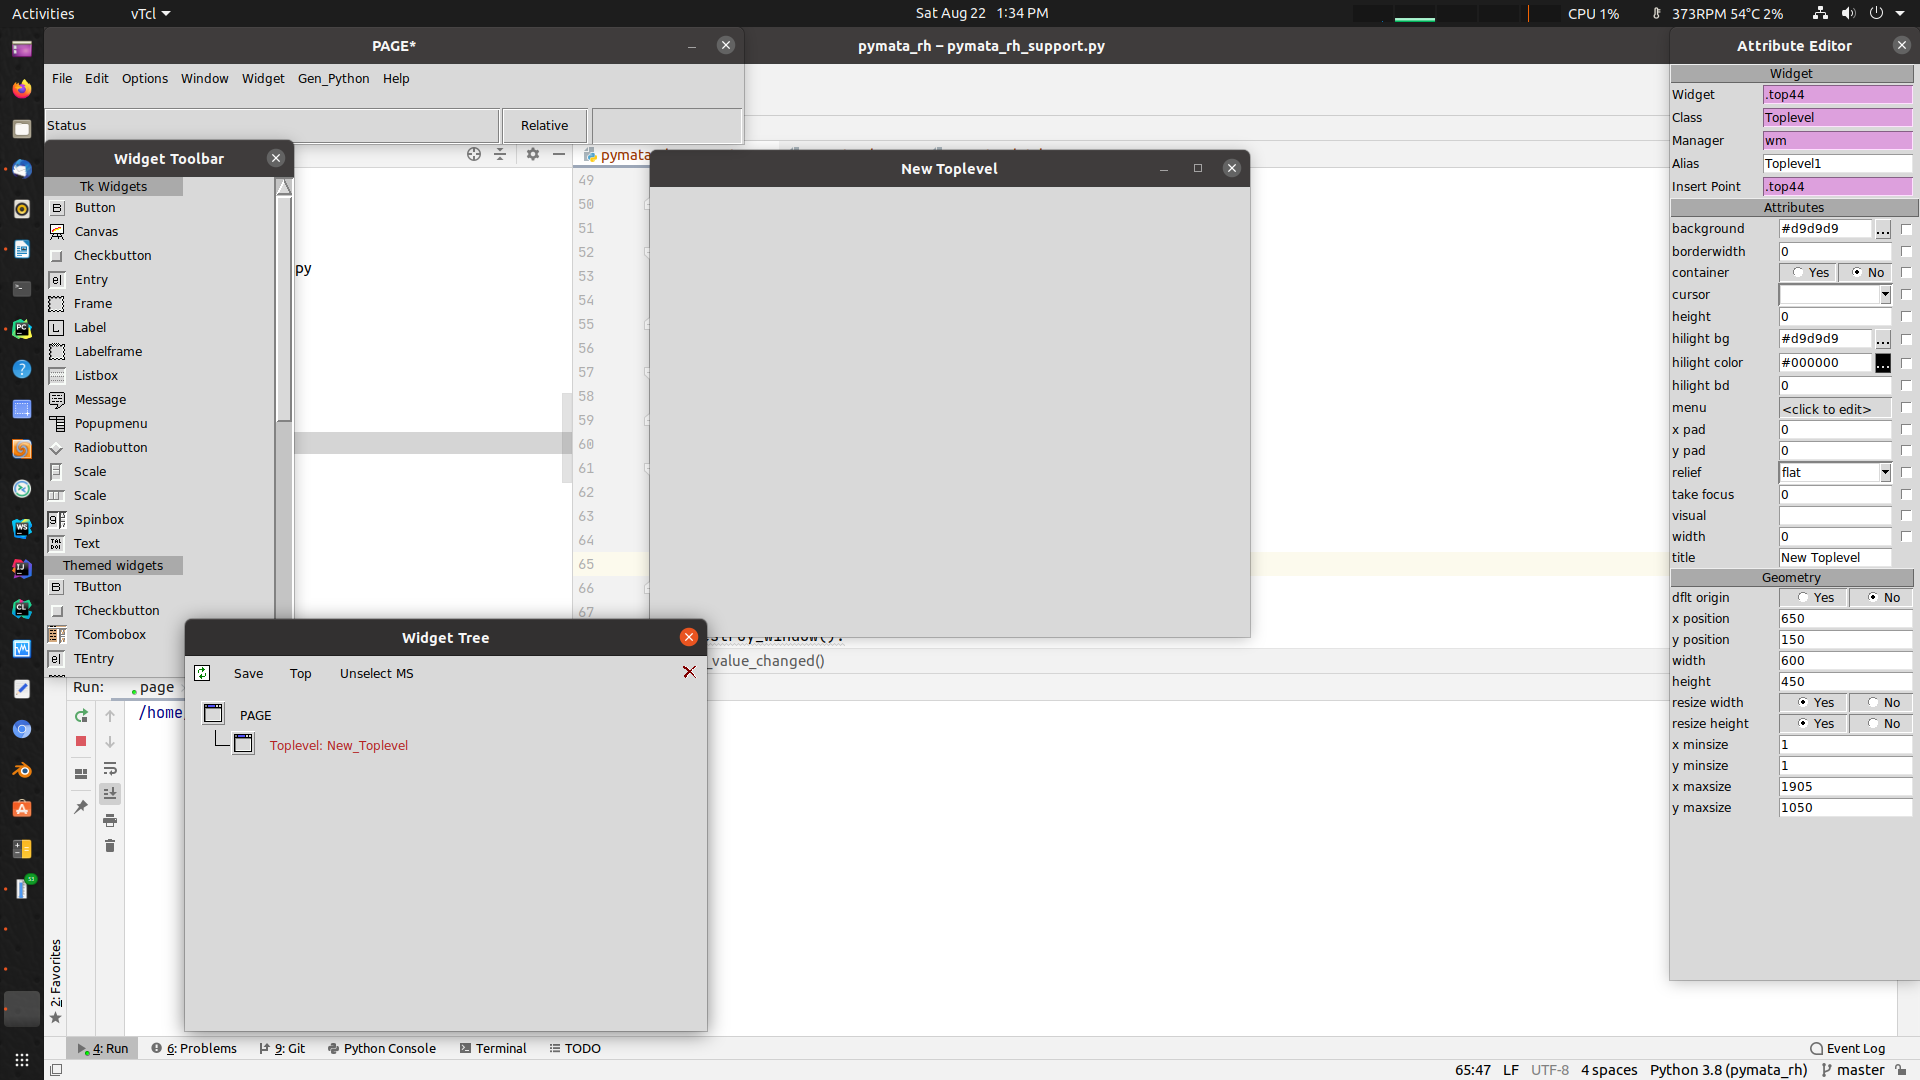 Activities
vTcl
Sat Aug 22 1:34 PM
CPU 1%
373RPM 54°C 2%
PAGE*
File Edit Options Window Widget Gen_Python Help
Status
Relative
pymata_rh – pymata_rh_support.py
Widget Toolbar
Tk Widgets
Button
Canvas
Checkbutton
Entry
Frame
Label
Labelframe
Listbox
Message
Popupmenu
Radiobutton
Scale
Scale
Spinbox
Text
Themed widgets
TButton
TCheckbutton
TCombobox
TEntry
py
pymata
49
50
51
52
53
54
55
56
57
58
59
60
61
62
63
64
65
66
67
New Toplevel
_value_changed()
Widget Tree
Save Top Unselect MS
PAGE
Toplevel: New_Toplevel
Run: page
/home
2: Favorites
4: Run 6: Problems 9: Git Python Console Terminal TODO
Event Log
65:47 LF UTF-8 4 spaces Python 3.8 (pymata_rh) master
53
Attribute Editor
Widget
Widget .top44
Class Toplevel
Manager wm
Alias Toplevel1
Insert Point .top44
Attributes
background #d9d9d9 ...
borderwidth 0
container Yes No
cursor
height 0
hilight bg #d9d9d9 ...
hilight color #000000 ...
hilight bd 0
menu <click to edit>
x pad 0
y pad 0
relief flat
take focus 0
visual
width 0
title New Toplevel
Geometry
dflt origin Yes No
x position 650
y position 150
width 600
height 450
resize width Yes No
resize height Yes No
x minsize 1
y minsize 1
x maxsize 1905
y maxsize 1050